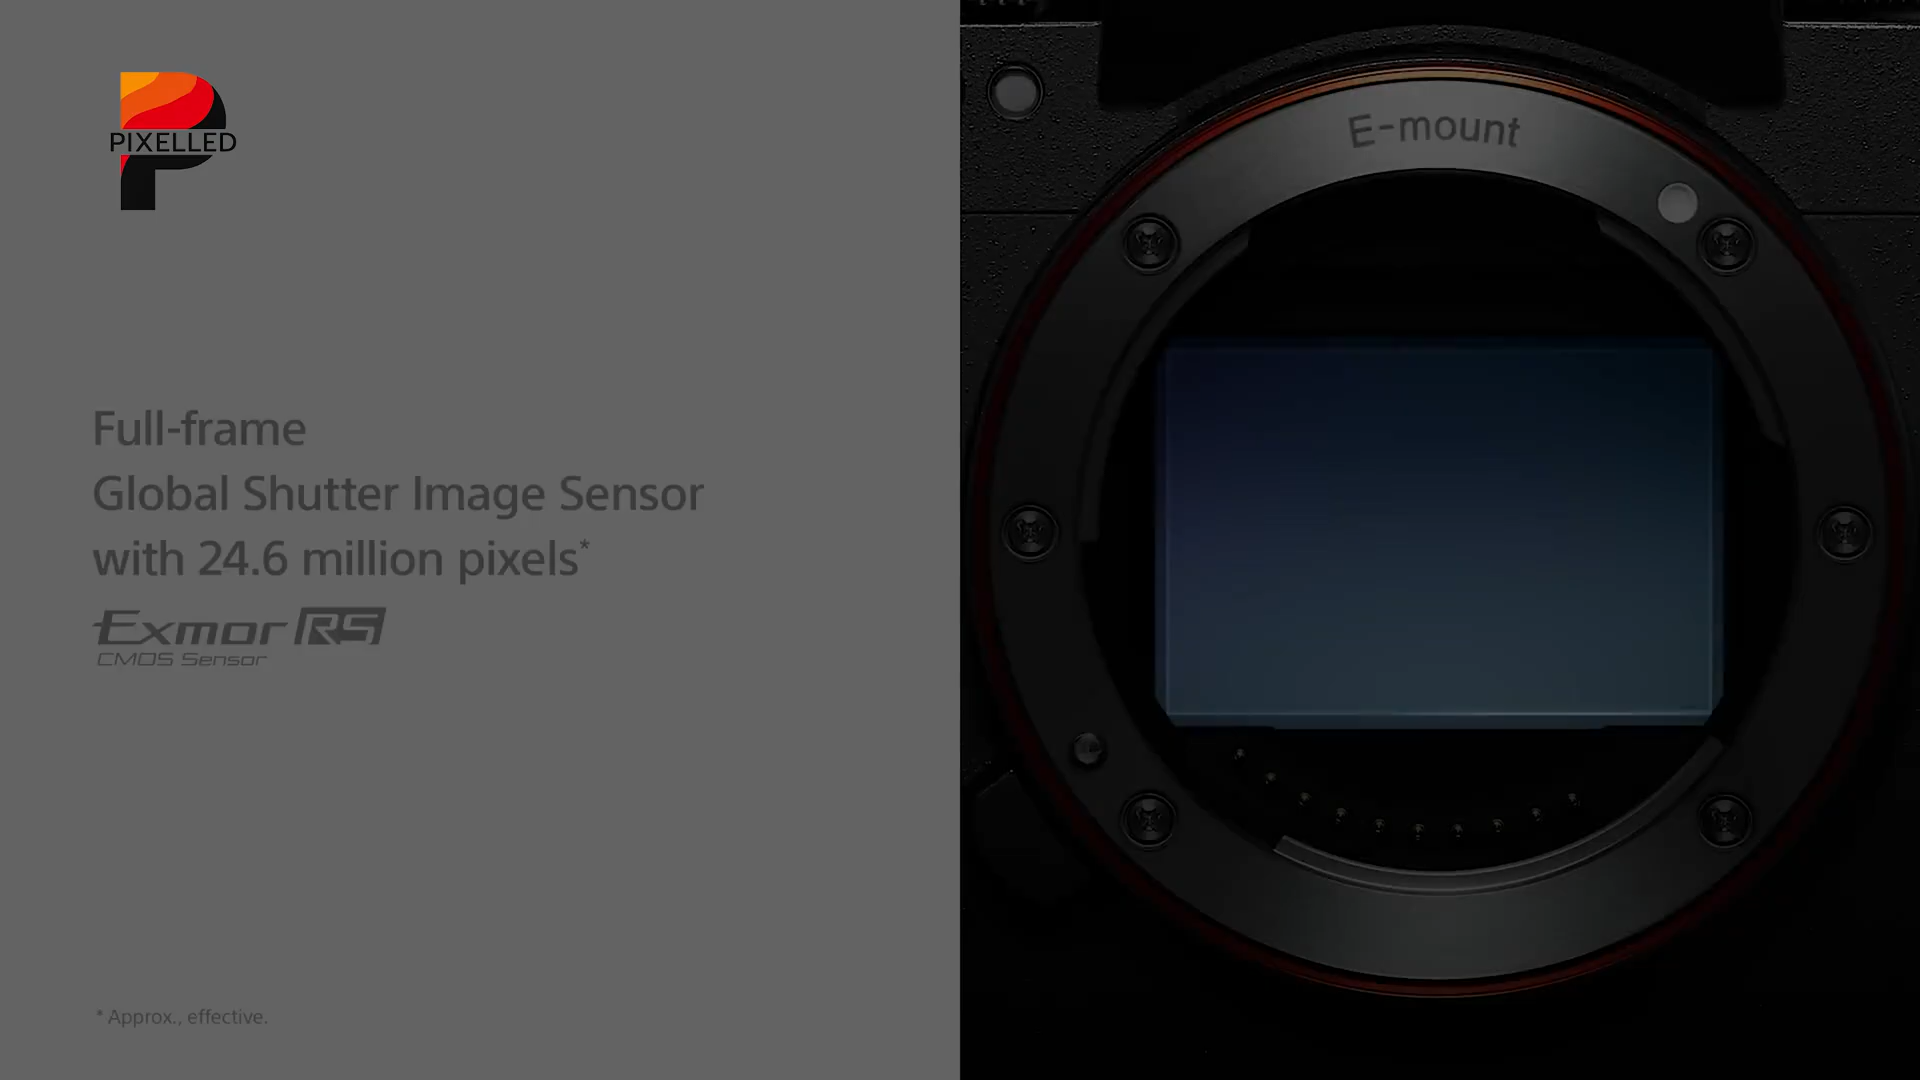 PIXELLED
E-mount
Full-frame
Global Shutter Image Sensor
with 24.6 million pixels*
Exmor RS
CMOS Sensor
* Approx., effective.